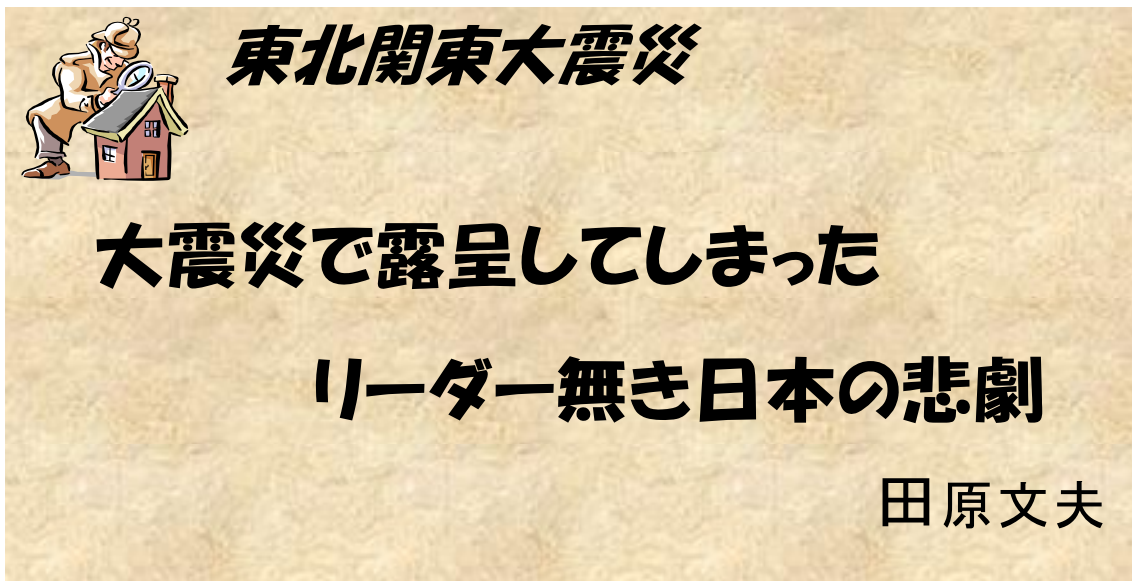 東北関東大震災
大震災で露呈してしまった
リーダー無き日本の悲劇
田原文夫